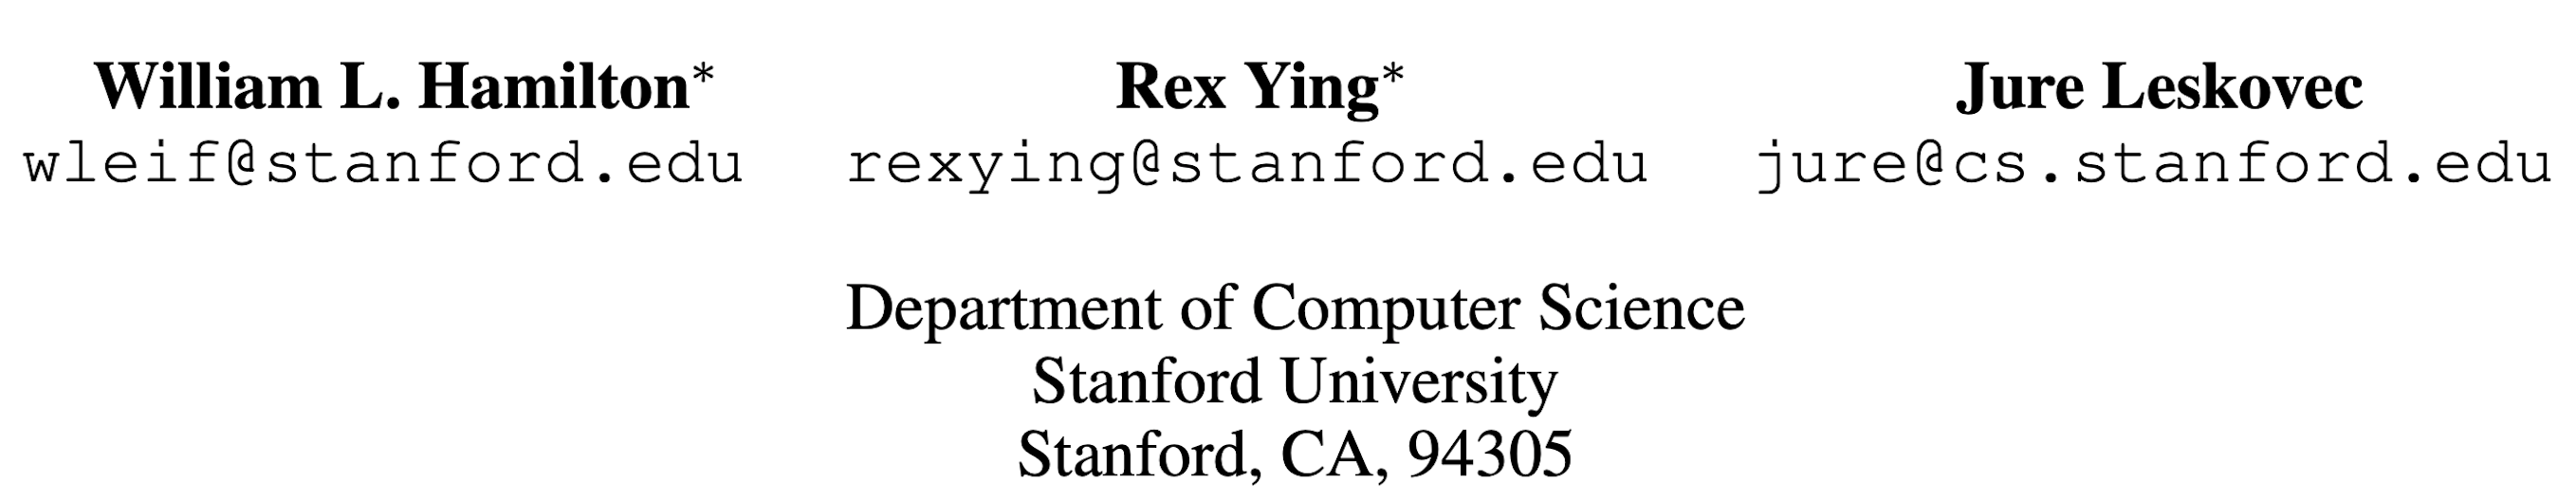 William L. Hamilton* Rex Ying* Jure Leskovec
wleif@stanford.edu rexying@stanford.edu jure@cs.stanford.edu
Department of Computer Science
Stanford University
Stanford, CA, 94305